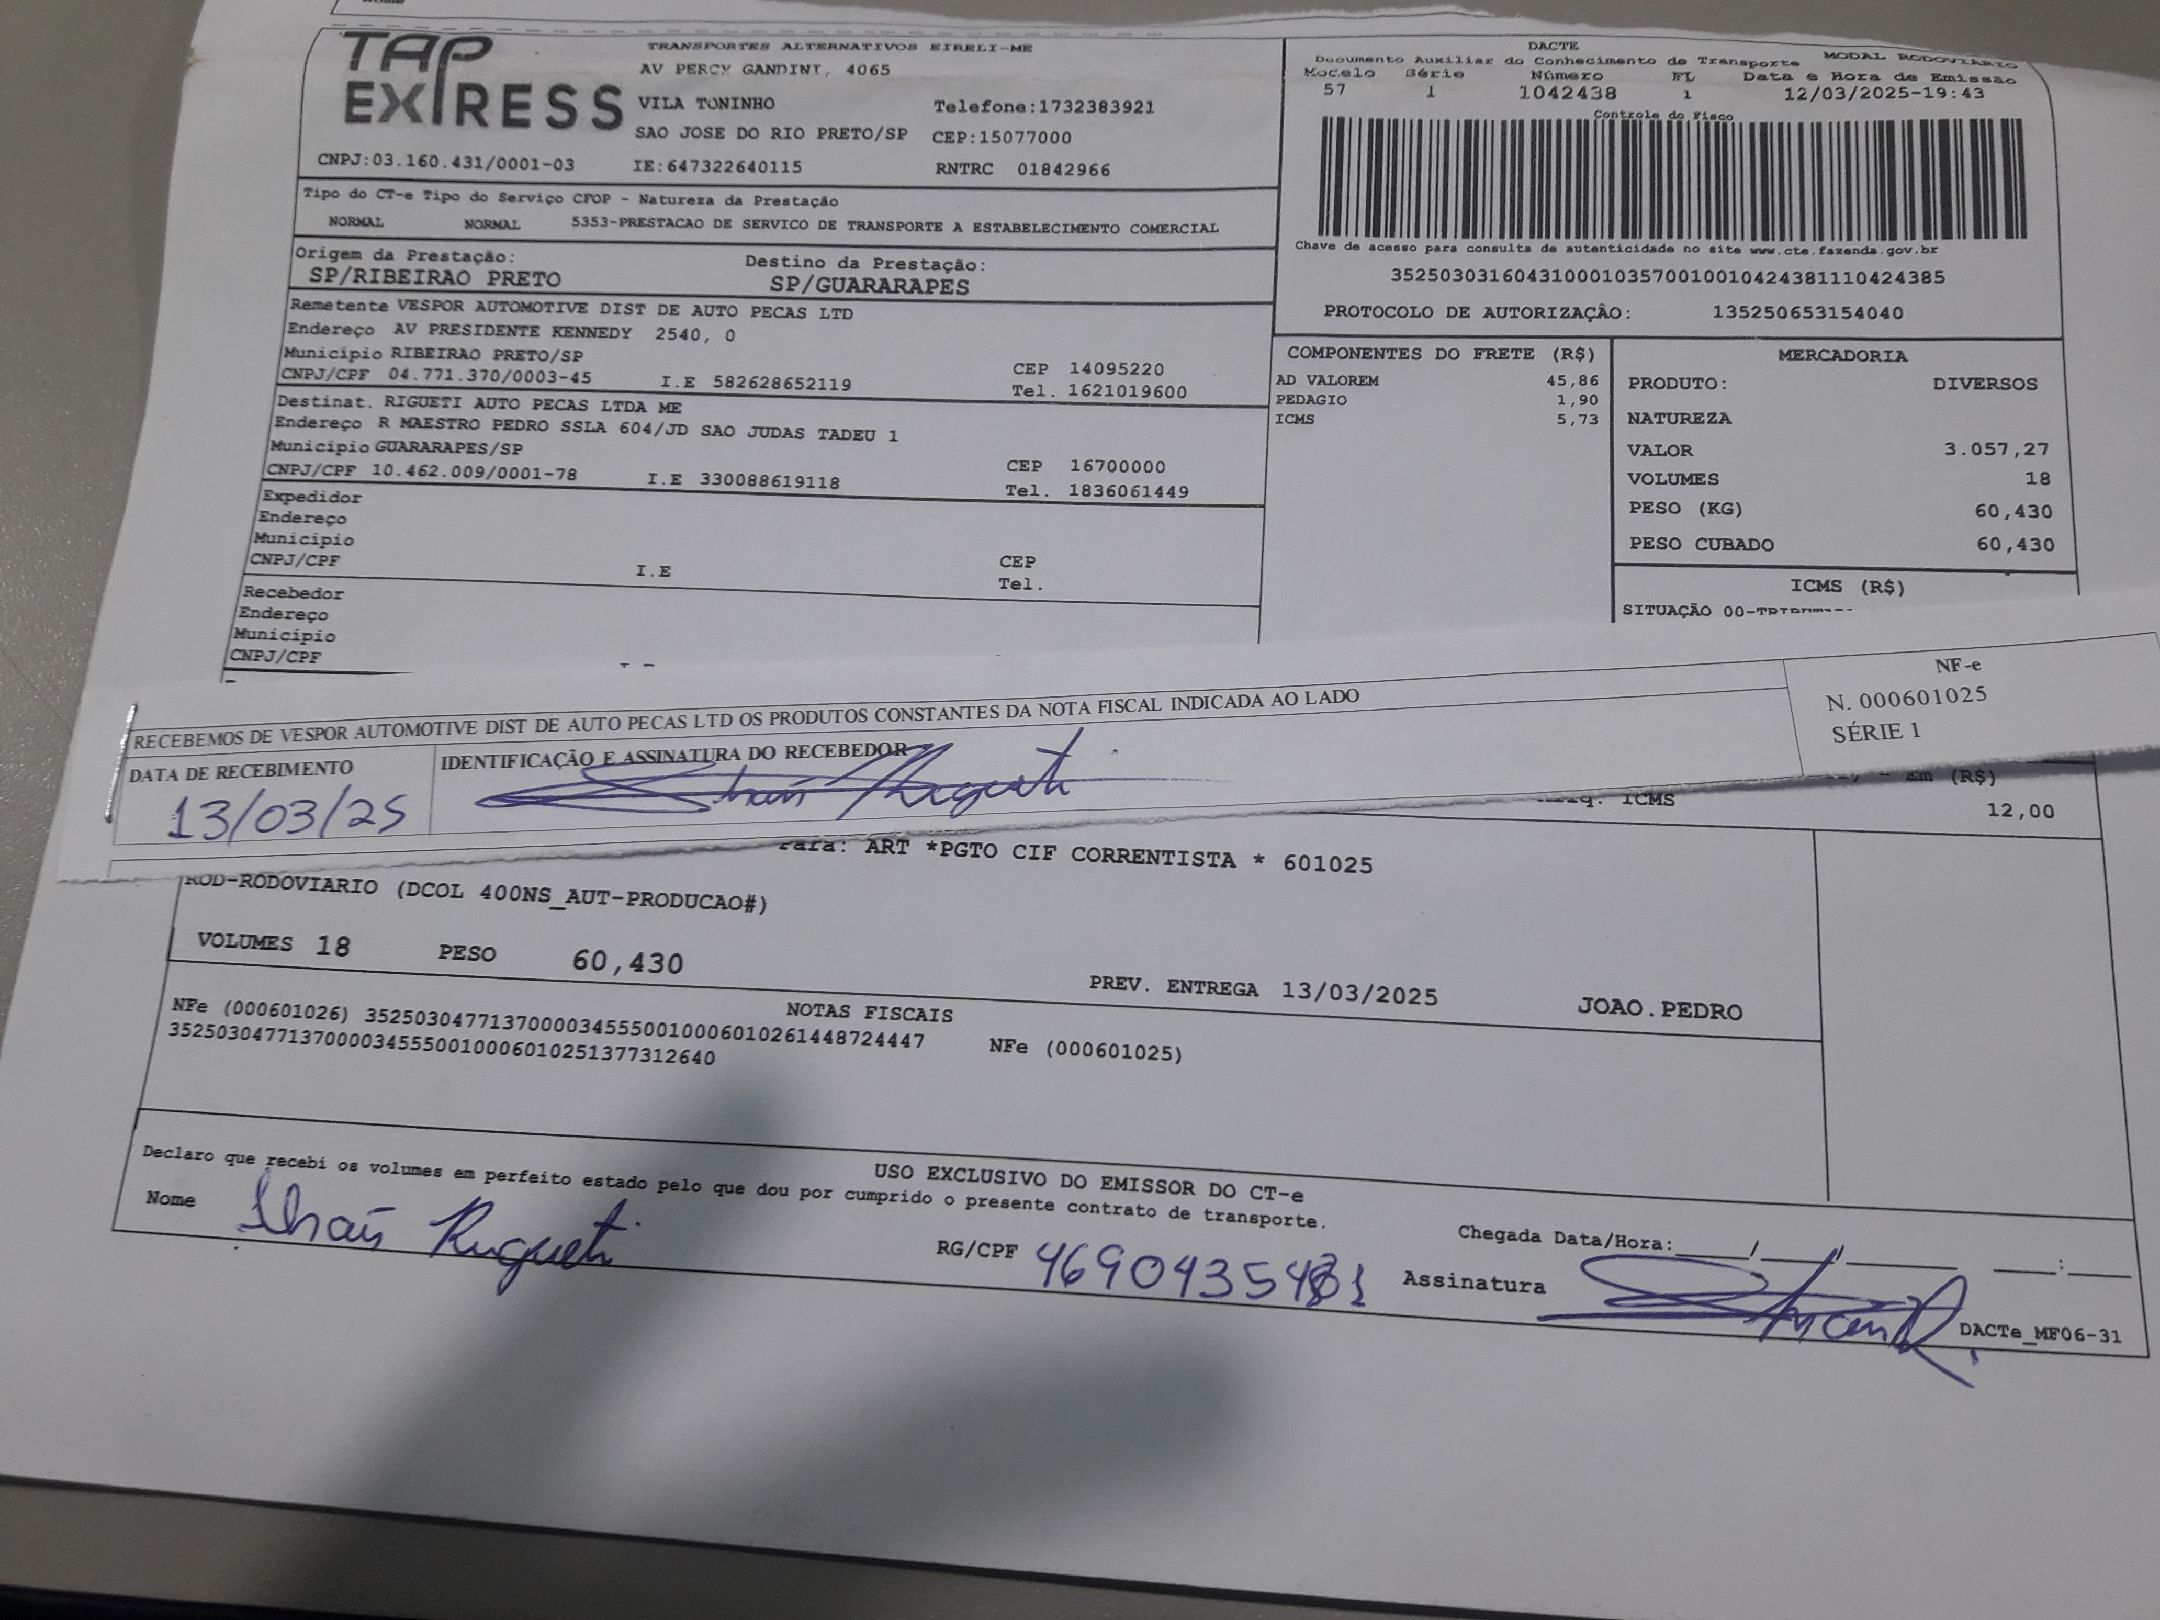 TAP EXPRESS
TRANSPORTES ALTERNATIVOS EIRELI-ME
AV PERCY GANDINI, 4065
VILA TONINHO Telefone:1732383921
SAO JOSE DO RIO PRETO/SP CEP:15077000
CNPJ:03.160.431/0001-03 IE:647322640115 RNTRC 01842966
DACTE MODAL RODOVIÁRIO
Documento Auxiliar do Conhecimento de Transporte
Modelo Série Número FL Data e Hora de Emissão
57 1 1042438 1 12/03/2025-19:43
Controle do Fisco
Chave de acesso para consulta de autenticidade no site www.cte.fazenda.gov.br
35250303160431000103570010010424381110424385
PROTOCOLO DE AUTORIZAÇÂO: 135250653154040
Tipo do CT-e Tipo do Serviço CFOP - Natureza da Prestação
NORMAL NORMAL 5353-PRESTACAO DE SERVICO DE TRANSPORTE A ESTABELECIMENTO COMERCIAL
Origem da Prestação: Destino da Prestação:
SP/RIBEIRAO PRETO SP/GUARARAPES
Remetente VESPOR AUTOMOTIVE DIST DE AUTO PECAS LTD
Endereço AV PRESIDENTE KENNEDY 2540, 0
Município RIBEIRAO PRETO/SP CEP 14095220
CNPJ/CPF 04.771.370/0003-45 I.E 582628652119 Tel. 1621019600
Destinat. RIGUETI AUTO PECAS LTDA ME
Endereço R MAESTRO PEDRO SSLA 604/JD SAO JUDAS TADEU 1
Município GUARARAPES/SP CEP 16700000
CNPJ/CPF 10.462.009/0001-78 I.E 330088619118 Tel. 1836061449
Expedidor
Endereço
Município CEP
CNPJ/CPF I.E Tel.
Recebedor
Endereço
Município
CNPJ/CPF
COMPONENTES DO FRETE (R$)
AD VALOREM 45,86
PEDAGIO 1,90
ICMS 5,73
MERCADORIA
PRODUTO: DIVERSOS
NATUREZA
VALOR 3.057,27
VOLUMES 18
PESO (KG) 60,430
PESO CUBADO 60,430
ICMS (R$)
SITUAÇÃO
RECEBEMOS DE VESPOR AUTOMOTIVE DIST DE AUTO PECAS LTD OS PRODUTOS CONSTANTES DA NOTA FISCAL INDICADA AO LADO
DATA DE RECEBIMENTO IDENTIFICAÇÃO E ASSINATURA DO RECEBEDOR
13/03/25 Thaís Rigueti
NF-e
N. 000601025
SÉRIE 1
(R$)
ICMS 12,00
Para: ART *PGTO CIF CORRENTISTA * 601025
ROD-RODOVIARIO (DCOL 400NS_AUT-PRODUCAO#)
VOLUMES 18 PESO 60,430 PREV. ENTREGA 13/03/2025 JOAO.PEDRO
NOTAS FISCAIS
NFe (000601026) 35250304771370000345550010006010261448724447 NFe (000601025)
35250304771370000345550010006010251377312640
USO EXCLUSIVO DO EMISSOR DO CT-e
Declaro que recebi os volumes em perfeito estado pelo que dou por cumprido o presente contrato de transporte.
Nome Thaís Rigueti RG/CPF Chegada Data/Hora:____/____/____ ___:___
Assinatura Thaís R.
DACTe_MF06-31